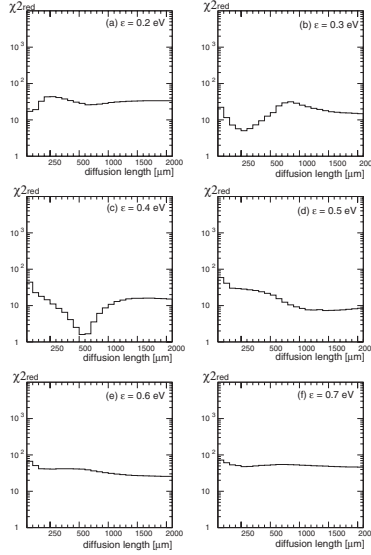 χ2red χ2red
(a) ε = 0.2 eV (b) ε = 0.3 eV
10³ 10³
10² 10²
10 10
1 1
250 500 1000 1500 2000 250 500 1000 1500 2000
diffusion length [μm] diffusion length [μm]
χ2red χ2red
(c) ε = 0.4 eV (d) ε = 0.5 eV
10³ 10³
10² 10²
10 10
1 1
250 500 1000 1500 2000 250 500 1000 1500 2000
diffusion length [μm] diffusion length [μm]
χ2red χ2red
(e) ε = 0.6 eV (f) ε = 0.7 eV
10³ 10³
10² 10²
10 10
1 1
250 500 1000 1500 2000 250 500 1000 1500 2000
diffusion length [μm] diffusion length [μm]